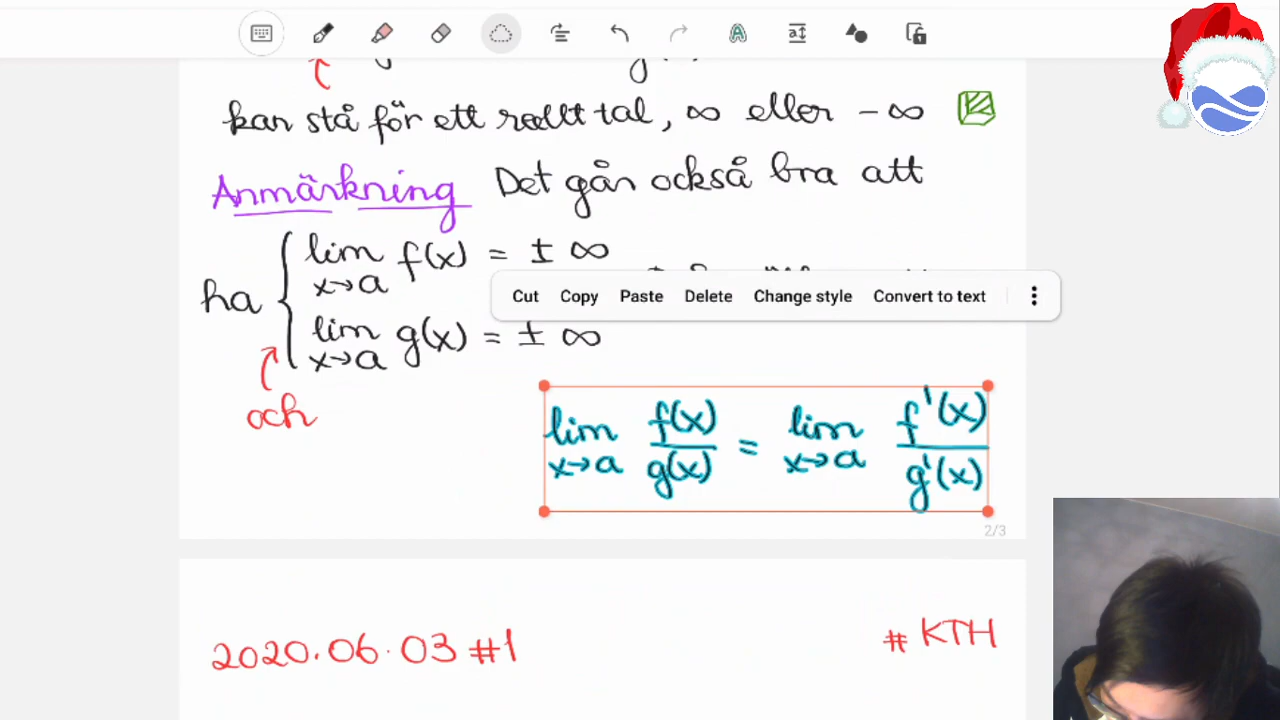 kan stå för ett reellt tal, ∞ eller -∞
Anmärkning Det går också bra att
ha { lim x→a f(x) = ± ∞
Cut Copy Paste Delete Change style Convert to text
lim x→a g(x) = ± ∞
och
lim x→a f(x)/g(x) = lim x→a f'(x)/g'(x)
2/3
2020.06.03 #1
# KTH